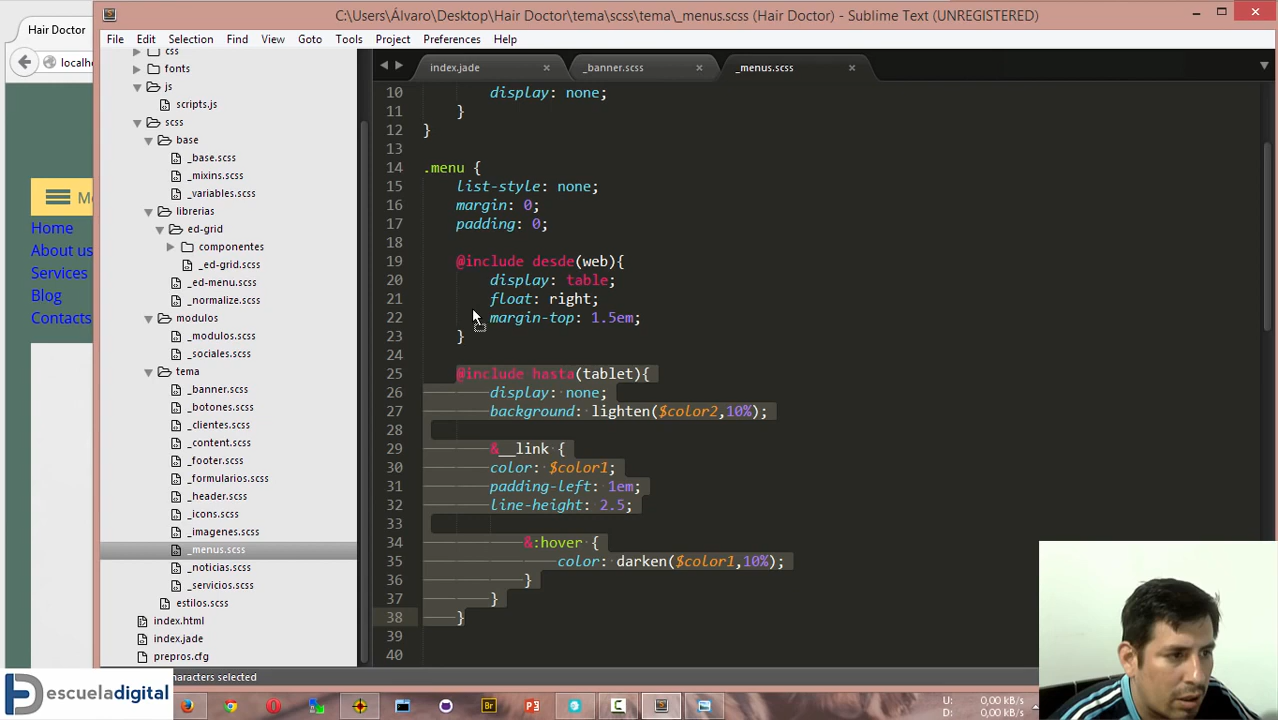 C:\Users\Álvaro\Desktop\Hair Doctor\tema\scss\tema\_menus.scss (Hair Doctor) - Sublime Text (UNREGISTERED)
Hair Doctor
localho
File Edit Selection Find View Goto Tools Project Preferences Help
index.jade
_banner.scss
_menus.scss
css
fonts
js
scripts.js
scss
base
_base.scss
_mixins.scss
_variables.scss
librerias
ed-grid
componentes
_ed-grid.scss
_ed-menu.scss
_normalize.scss
modulos
_modulos.scss
_sociales.scss
tema
_banner.scss
_botones.scss
_clientes.scss
_content.scss
_footer.scss
_formularios.scss
_header.scss
_icons.scss
_imagenes.scss
_menus.scss
_noticias.scss
_servicios.scss
estilos.scss
index.html
index.jade
prepros.cfg
Home
About us
Services
Blog
Contacts
10 display: none;
11 }
12 }
13
14 .menu {
15 list-style: none;
16 margin: 0;
17 padding: 0;
18
19 @include desde(web){
20 display: table;
21 float: right;
22 margin-top: 1.5em;
23 }
24
25 @include hasta(tablet){
26 display: none;
27 background: lighten($color2,10%);
28
29 &__link {
30 color: $color1;
31 padding-left: 1em;
32 line-height: 2.5;
33
34 &:hover {
35 color: darken($color1,10%);
36 }
37 }
38 }
39
40
characters selected
escueladigital
U: 0,00 kB/s
D: 0,00 kB/s